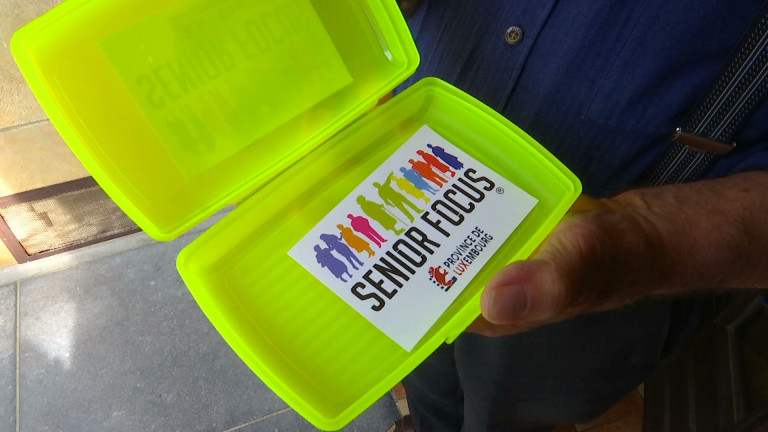 SENIOR FOCUS®
PROVINCE DE
LUXEMBOURG